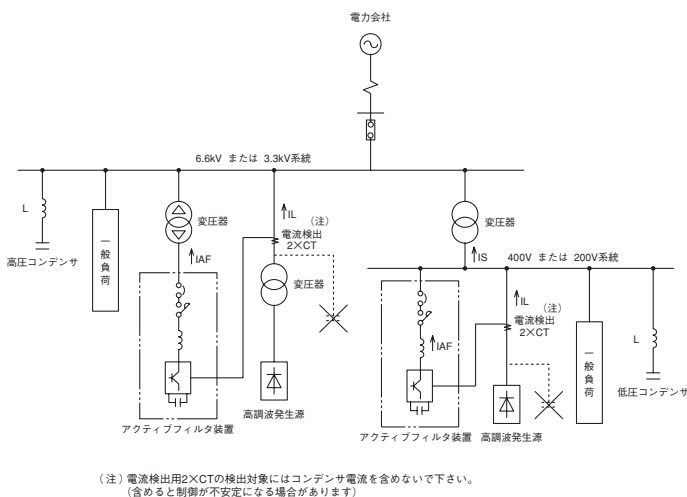 電力会社
6.6kV または 3.3kV系統
L
高圧コンデンサ
一般負荷
変圧器
IAF
アクティブフィルタ装置
IL
(注)
電流検出
2×CT
変圧器
高調波発生源
変圧器
IS
400V または 200V系統
IAF
アクティブフィルタ装置
IL
(注)
電流検出
2×CT
高調波発生源
一般負荷
L
低圧コンデンサ
(注)電流検出用2×CTの検出対象にはコンデンサ電流を含めないで下さい。
(含めると制御が不安定になる場合があります)